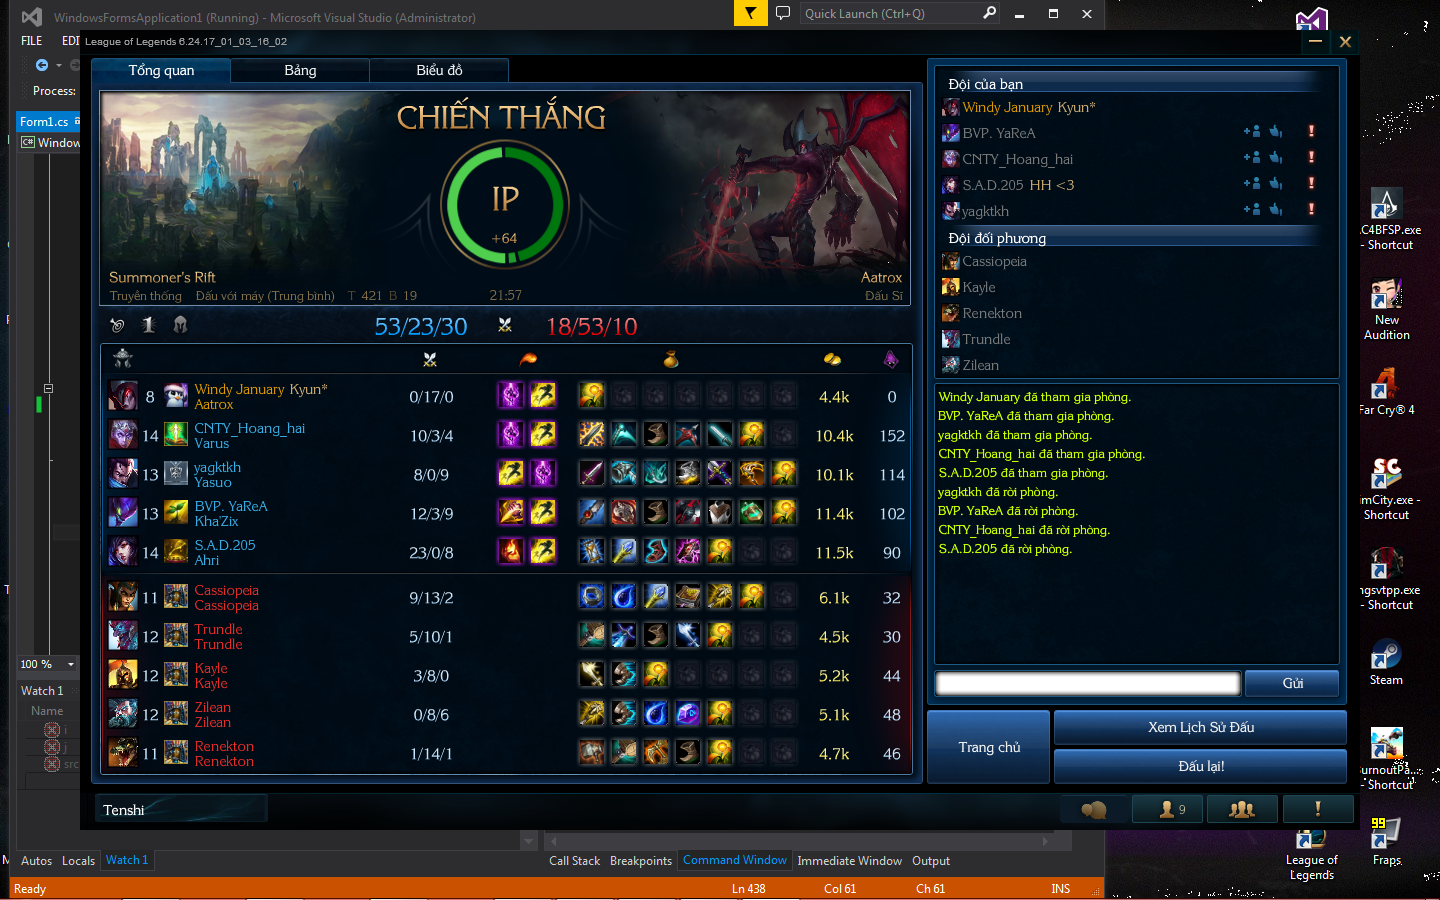 WindowsFormsApplication1 (Running) - Microsoft Visual Studio (Administrator)
Quick Launch (Ctrl+Q)
FILE
League of Legends 6.24.17_01_03_16_02
Process:
Form1.cs
Window
100 %
Watch 1
Name
i
j
src
Tổng quan
Bảng
Biểu đồ
CHIẾN THẮNG
IP
+64
Summoner's Rift
Aatrox
Truyền thống Đấu với máy (Trung bình) T 421 B 19
21:57
Đấu Sĩ
53/23/30
18/53/10
8 Windy January Kyun* 0/17/0 4.4k 0
Aatrox
14 CNTY_Hoang_hai 10/3/4 10.4k 152
Varus
13 yagktkh 8/0/9 10.1k 114
Yasuo
13 BVP. YaReA 12/3/9 11.4k 102
Kha'Zix
14 S.A.D.205 23/0/8 11.5k 90
Ahri
11 Cassiopeia 9/13/2 6.1k 32
Cassiopeia
12 Trundle 5/10/1 4.5k 30
Trundle
12 Kayle 3/8/0 5.2k 44
Kayle
12 Zilean 0/8/6 5.1k 48
Zilean
11 Renekton 1/14/1 4.7k 46
Renekton
Đội của bạn
Windy January Kyun*
BVP. YaReA
CNTY_Hoang_hai
S.A.D.205 HH <3
yagktkh
Đội đối phương
Cassiopeia
Kayle
Renekton
Trundle
Zilean
Windy January đã tham gia phòng.
BVP. YaReA đã tham gia phòng.
yagktkh đã tham gia phòng.
CNTY_Hoang_hai đã tham gia phòng.
S.A.D.205 đã tham gia phòng.
yagktkh đã rời phòng.
BVP. YaReA đã rời phòng.
CNTY_Hoang_hai đã rời phòng.
S.A.D.205 đã rời phòng.
Gửi
Trang chủ
Xem Lịch Sử Đấu
Đấu lại!
Tenshi
9
Autos
Locals
Watch 1
Call Stack
Breakpoints
Command Window
Immediate Window
Output
Ready
Ln 438
Col 61
Ch 61
INS
.C4BFSP.exe
- Shortcut
New
Audition
Far Cry® 4
SC
imCity.exe -
Shortcut
ngsvtpp.exe
- Shortcut
Steam
urnoutPa...
- Shortcut
League of
Legends
99
Fraps